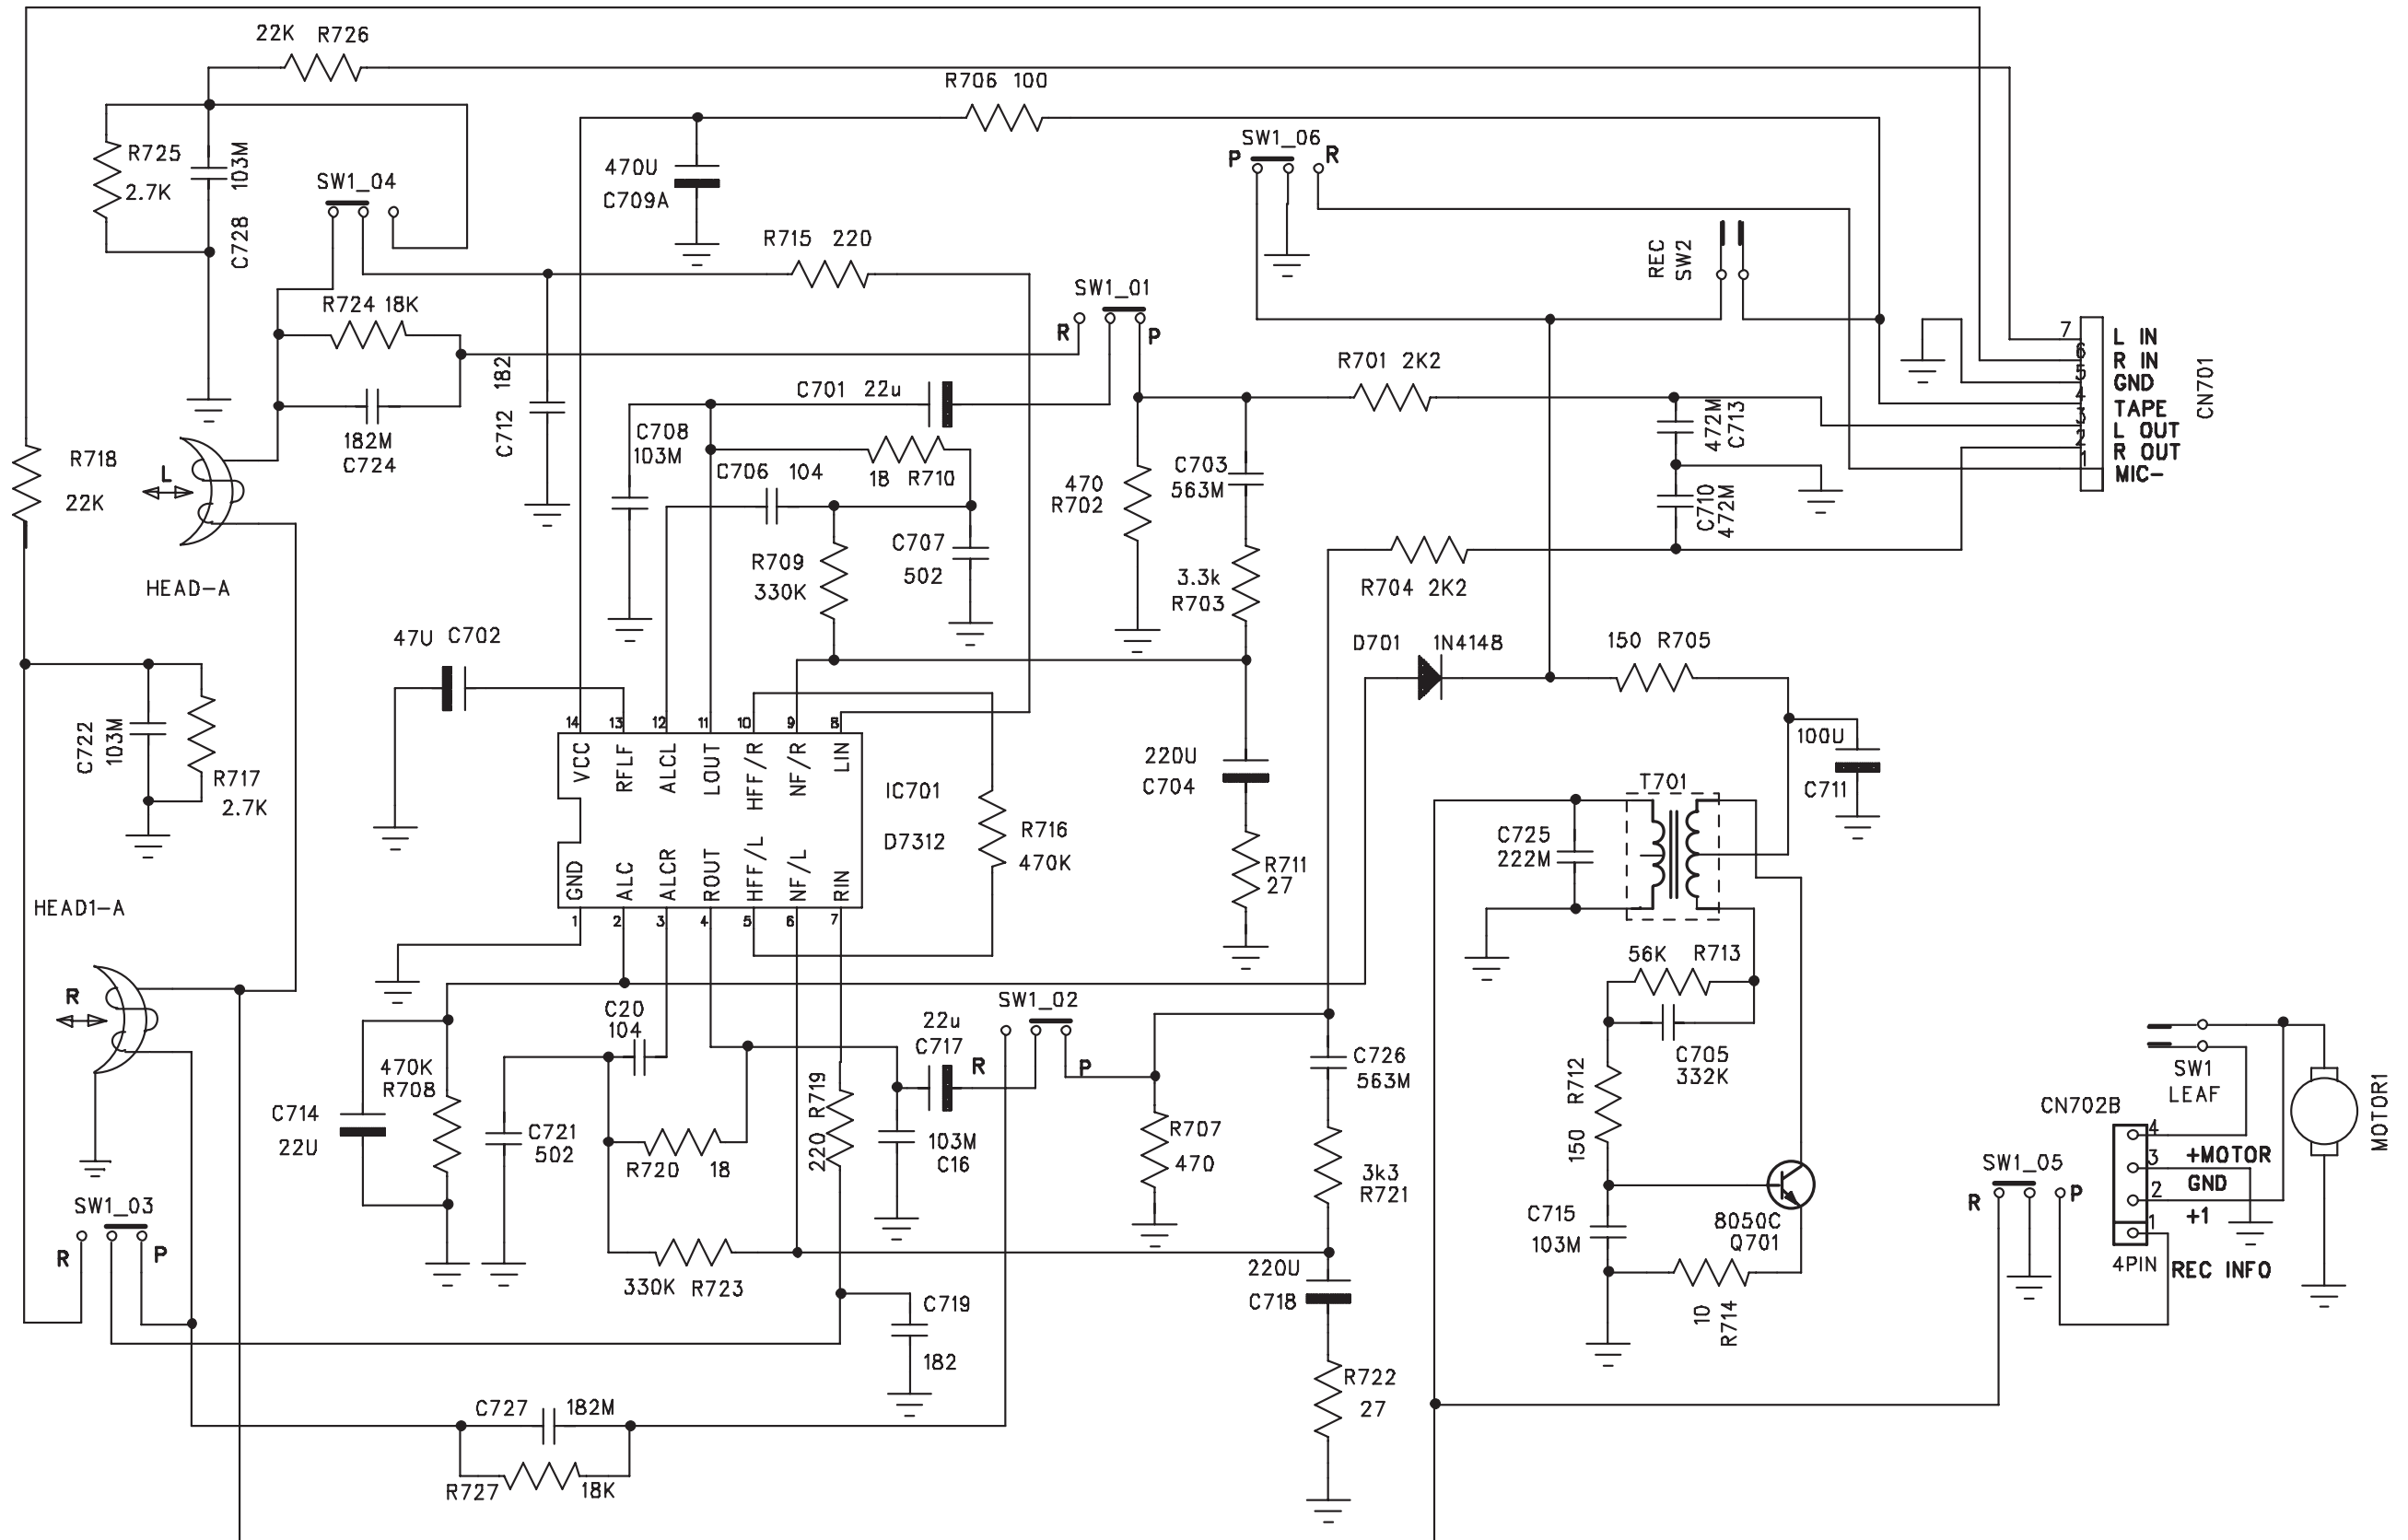 22K R726
R706 100
R725
2.7K
103M
C728
SW1_04
470U
C709A
SW1_06
P
R
R715 220
REC
SW2
R724 18K
SW1_01
R
P
182M
C724
C712 182
C701 22u
C708
103M
18 R710
C706 104
R709
330K
C707
502
470
R702
C703
563M
3.3k
R703
R701 2K2
472M
C713
C710
472M
R704 2K2
7 L IN
6 R IN
5 GND
4 TAPE
3 L OUT
2 R OUT
1 MIC-
CN701
R718
22K
L
HEAD-A
47U C702
D701 1N4148
150 R705
C722
103M
R717
2.7K
14 13 12 11 10 9 8
VCC
RFLF
ALCL
LOUT
HFF/R
NF/R
LIN
IC701
D7312
GND
ALC
ALCR
ROUT
HFF/L
NF/L
RIN
1 2 3 4 5 6 7
R716
470K
220U
C704
R711
27
T701
100U
C711
C725
222M
HEAD1-A
R
56K R713
C705
332K
R712
150
C20
104
22u
C717
SW1_02
R
P
470K
R708
C714
22U
C721
502
R720 18
R719
220
103M
C16
R707
470
C726
563M
3k3
R721
C715
103M
8050C
Q701
10
R714
SW1
LEAF
CN702B
4
3
2
1
+MOTOR
GND
+1
4PIN
REC INFO
MOTOR1
SW1_05
R
P
SW1_03
R
P
330K R723
C719
182
220U
C718
R722
27
C727 182M
R727 18K